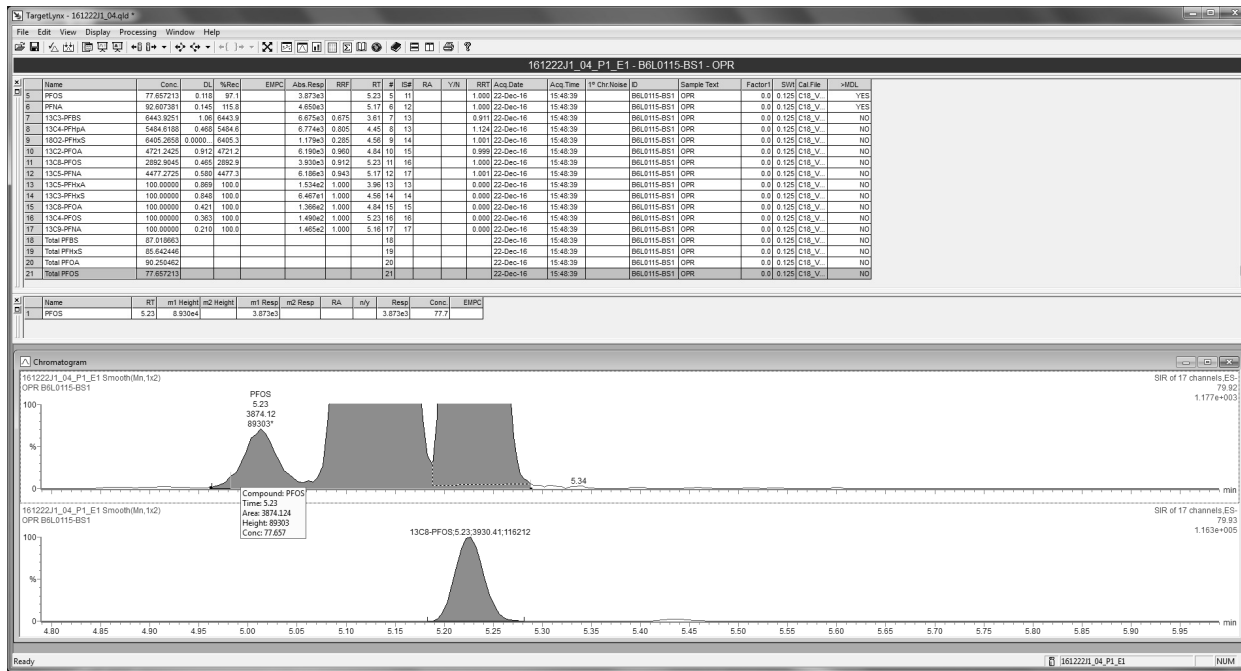 TargetLynx - 161222J1_04.qld *
File Edit View Display Processing Window Help
161222J1_04_P1_E1 - B6L0115-BS1 - OPR
Name Conc. DL %Rec EMPC Abs.Resp RRF RT # IS# RA Y/N RRT Acq.Date Acq.Time 1° Chr.Noise ID Sample Text Factor1 SWt Cal.File >MDL
5 PFOS 77.657213 0.118 97.1 3.873e3 5.23 5 11 1.000 22-Dec-16 15:48:39 B6L0115-BS1 OPR 0.0 0.125 C18_V... YES
6 PFNA 92.607381 0.145 115.8 4.650e3 5.17 6 12 1.000 22-Dec-16 15:48:39 B6L0115-BS1 OPR 0.0 0.125 C18_V... YES
7 13C3-PFBS 6443.9251 1.06 6443.9 6.675e3 0.675 3.61 7 13 0.911 22-Dec-16 15:48:39 B6L0115-BS1 OPR 0.0 0.125 C18_V... NO
8 13C4-PFHpA 5484.6188 0.468 5484.6 6.774e3 0.805 4.45 8 13 1.124 22-Dec-16 15:48:39 B6L0115-BS1 OPR 0.0 0.125 C18_V... NO
9 18O2-PFHxS 6405.2658 0.0000... 6405.3 1.179e3 0.285 4.56 9 14 1.001 22-Dec-16 15:48:39 B6L0115-BS1 OPR 0.0 0.125 C18_V... NO
10 13C2-PFOA 4721.2425 0.912 4721.2 6.190e3 0.960 4.84 10 15 0.999 22-Dec-16 15:48:39 B6L0115-BS1 OPR 0.0 0.125 C18_V... NO
11 13C8-PFOS 2892.9045 0.465 2892.9 3.930e3 0.912 5.23 11 16 1.000 22-Dec-16 15:48:39 B6L0115-BS1 OPR 0.0 0.125 C18_V... NO
12 13C5-PFNA 4477.2725 0.580 4477.3 6.186e3 0.943 5.17 12 17 1.001 22-Dec-16 15:48:39 B6L0115-BS1 OPR 0.0 0.125 C18_V... NO
13 13C5-PFHxA 100.00000 0.869 100.0 1.534e2 1.000 3.96 13 13 0.000 22-Dec-16 15:48:39 B6L0115-BS1 OPR 0.0 0.125 C18_V... NO
14 13C3-PFHxS 100.00000 0.848 100.0 6.467e1 1.000 4.56 14 14 0.000 22-Dec-16 15:48:39 B6L0115-BS1 OPR 0.0 0.125 C18_V... NO
15 13C8-PFOA 100.00000 0.421 100.0 1.366e2 1.000 4.84 15 15 0.000 22-Dec-16 15:48:39 B6L0115-BS1 OPR 0.0 0.125 C18_V... NO
16 13C4-PFOS 100.00000 0.363 100.0 1.490e2 1.000 5.23 16 16 0.000 22-Dec-16 15:48:39 B6L0115-BS1 OPR 0.0 0.125 C18_V... NO
17 13C9-PFNA 100.00000 0.210 100.0 1.465e2 1.000 5.16 17 17 0.000 22-Dec-16 15:48:39 B6L0115-BS1 OPR 0.0 0.125 C18_V... NO
18 Total PFBS 87.018663 18 22-Dec-16 15:48:39 B6L0115-BS1 OPR 0.0 0.125 C18_V... NO
19 Total PFHxS 85.642446 19 22-Dec-16 15:48:39 B6L0115-BS1 OPR 0.0 0.125 C18_V... NO
20 Total PFOA 90.250462 20 22-Dec-16 15:48:39 B6L0115-BS1 OPR 0.0 0.125 C18_V... NO
21 Total PFOS 77.657213 21 22-Dec-16 15:48:39 B6L0115-BS1 OPR 0.0 0.125 C18_V... NO
Name RT m1 Height m2 Height m1 Resp m2 Resp RA n/y Resp Conc. EMPC
1 PFOS 5.23 8.930e4 3.873e3 3.873e3 77.7
Chromatogram
161222J1_04_P1_E1 Smooth(Mn,1x2) SIR of 17 channels,ES-
OPR B6L0115-BS1 79.92
1.177e+003
PFOS
5.23
3874.12
89303*
100
%
0
5.34
min
Compound: PFOS
Time: 5.23
Area: 3874.124
Height: 89303
Conc: 77.657
161222J1_04_P1_E1 Smooth(Mn,1x2) SIR of 17 channels,ES-
OPR B6L0115-BS1 79.93
1.163e+005
13C8-PFOS;5.23;3930.41;116212
100
%
0
min
4.80 4.85 4.90 4.95 5.00 5.05 5.10 5.15 5.20 5.25 5.30 5.35 5.40 5.45 5.50 5.55 5.60 5.65 5.70 5.75 5.80 5.85 5.90 5.95
Ready 161222J1_04_P1_E1 NUM